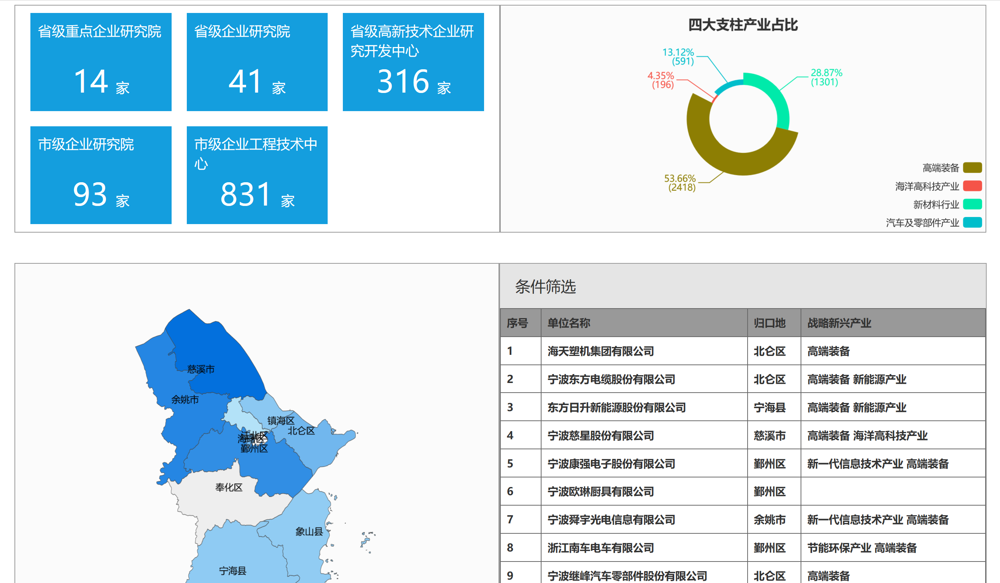 省级重点企业研究院
14 家
省级企业研究院
41 家
省级高新技术企业研
究开发中心
316 家
市级企业研究院
93 家
市级企业工程技术中
心
831 家
四大支柱产业占比
13.12%
(591)
4.35%
(196)
28.87%
(1301)
53.66%
(2418)
高端装备
海洋高科技产业
新材料行业
汽车及零部件产业
慈溪市
余姚市
镇海区
北仑区
江北区
海曙区
鄞州区
奉化区
象山县
宁海县
条件筛选
序号 单位名称 归口地 战略新兴产业
1 海天塑机集团有限公司 北仑区 高端装备
2 宁波东方电缆股份有限公司 北仑区 高端装备 新能源产业
3 东方日升新能源股份有限公司 宁海县 高端装备 新能源产业
4 宁波慈星股份有限公司 慈溪市 高端装备 海洋高科技产业
5 宁波康强电子股份有限公司 鄞州区 新一代信息技术产业 高端装备
6 宁波欧琳厨具有限公司 鄞州区
7 宁波舜宇光电信息有限公司 余姚市 新一代信息技术产业 高端装备
8 浙江南车电车有限公司 鄞州区 节能环保产业 高端装备
9 宁波继峰汽车零部件股份有限公司 北仑区 高端装备